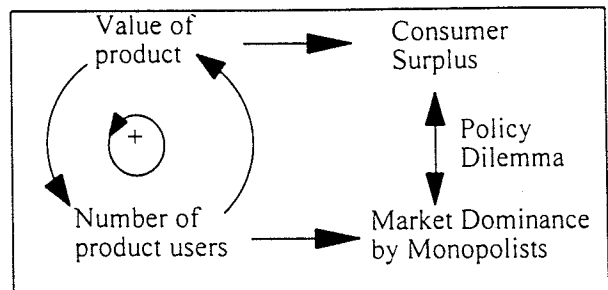 Value of
product
Consumer
Surplus
+
Policy
Dilemma
Number of
product users
Market Dominance
by Monopolists